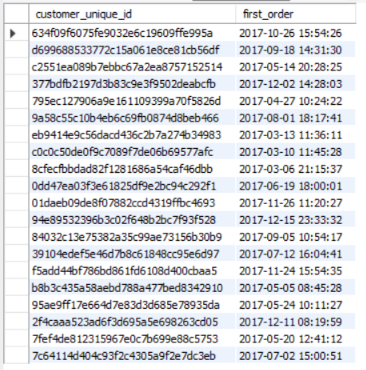 customer_unique_id first_order
634f09f6075fe9032e6c19609ffe995a 2017-10-26 15:54:26
d699688533772c15a061e8ce81cb56df 2017-09-18 14:31:30
c2551ea089b7ebbc67a2ea8757152514 2017-05-14 20:28:25
377bdfb2197d3b83c9e3f9502deabcfb 2017-12-02 14:28:03
795ec127906a9e161109399a70f5826d 2017-04-27 10:24:22
9a58c55c10b4eb6c69fb0874d8beb466 2017-08-01 18:17:41
eb9414e9c56dacd436c2b7a274b34983 2017-03-13 11:36:11
c0c0c50de0f9c7089f7de06b69577afc 2017-03-10 11:45:28
8cfecfbbdad82f1281686a54caf46dbb 2017-03-06 21:15:37
0dd47ea03f3e61825df9e2bc94c292f1 2017-06-19 18:00:01
01daeb09de8f07882ccd4319ffbc4693 2017-11-26 11:20:27
94e89532396b3c02f648b2bc7f93f528 2017-12-15 23:33:32
84032c13e75382a35c99ae73156b30b9 2017-09-05 10:54:17
39104edef5e46d7b8c61848cc95e6d97 2017-07-12 16:04:41
f5add44bf786bd861fd6108d400cbaa5 2017-11-24 15:54:35
b8b3c435a58aebd788a477bed8342910 2017-05-05 08:45:28
95ae9ff17e664d7e83d3d685e78935da 2017-05-24 10:11:27
2f4caaa523ad6f3d695a5e698263cd05 2017-12-11 08:19:59
7fef4de812315967e0c7b699e88c5753 2017-05-20 12:41:12
7c64114d404c93f2c4305a9f2e7dc3eb 2017-07-02 15:00:51